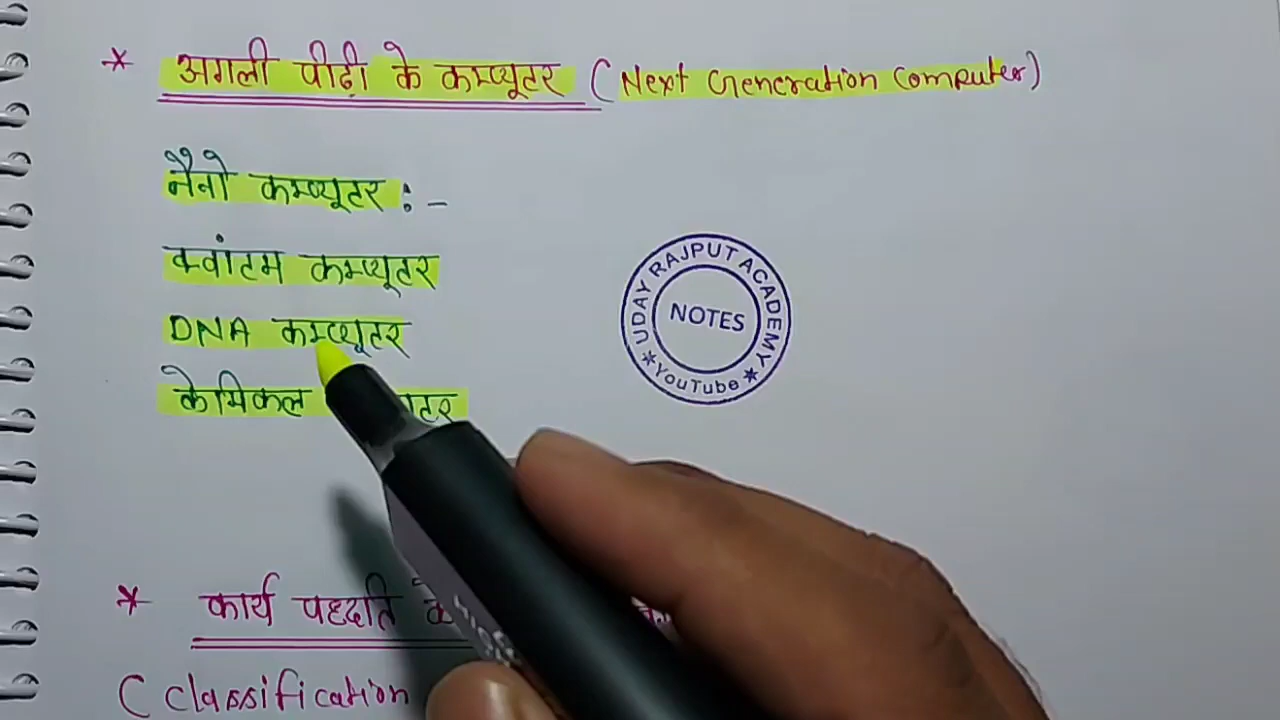 * अगली पीढ़ी के कम्प्यूटर (Next Generation Computer)
नैनो कम्प्यूटर :-
क्वांटम कम्प्यूटर
DNA कम्प्यूटर
केमिकल
UDAY RAJPUT ACADEMY
NOTES
* YouTube *
* कार्य पद्धति
(Classification